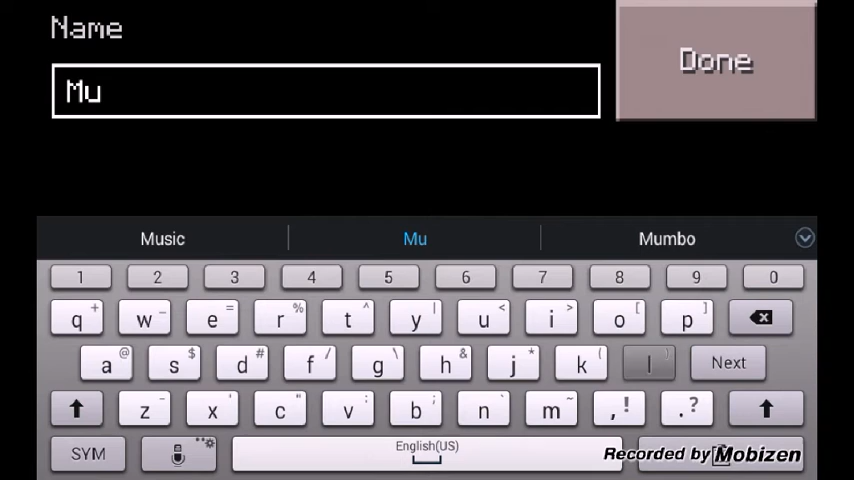 Name
Done
Mu
Music Mu Mumbo
1 2 3 4 5 6 7 8 9 0
q + w - e = r % t ^ y | u < i > o [ p ]
a @ s $ d # f / g \ h & j * k ( l ) Next
z - x ' c " v : b ; n _ m ~ , ! . ?
SYM English(US) Recorded by Mobizen